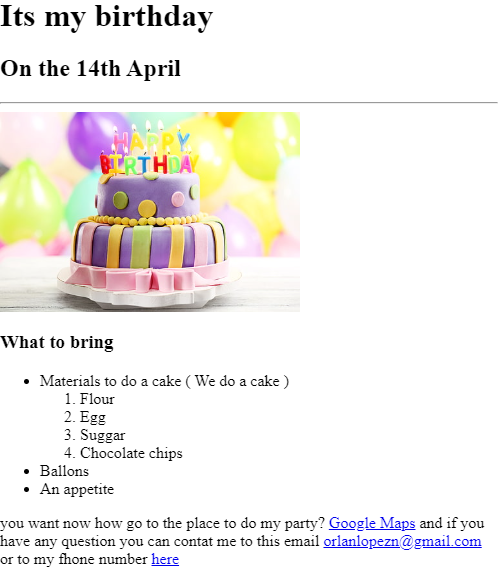 Its my birthday
On the 14th April
HAPPY
BIRTHDAY
What to bring
• Materials to do a cake ( We do a cake )
1. Flour
2. Egg
3. Suggar
4. Chocolate chips
• Ballons
• An appetite
you want now how go to the place to do my party? Google Maps and if you
have any question you can contat me to this email orlanlopezn@gmail.com
or to my fhone number here